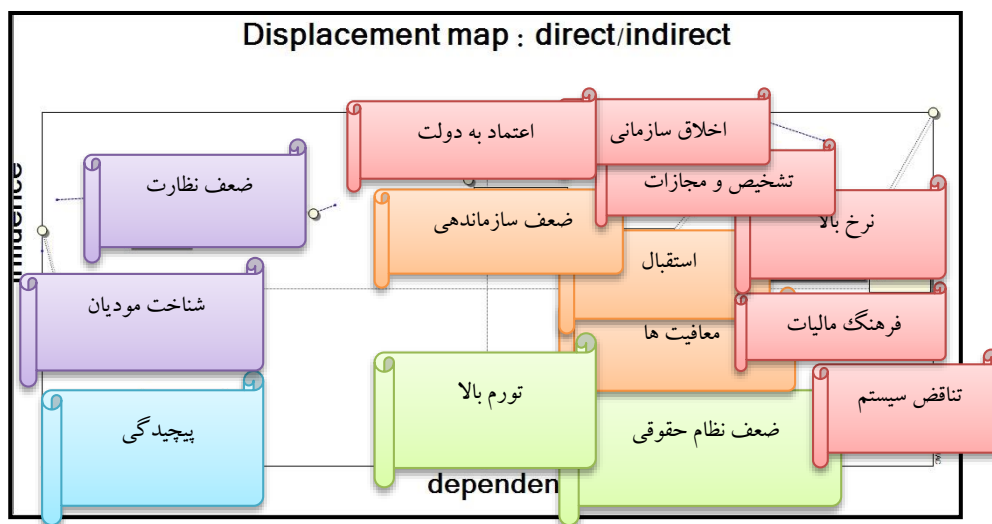 Displacement map : direct/indirect
اعتماد به دولت
اخلاق سازمانی
تشخیص و مجازات
ضعف نظارت
ضعف سازماندهی
نرخ بالا
استقبال
شناخت مودیان
فرهنگ مالیات
معافیت ها
تورم بالا
تناقض سیستم
پیچیدگی
ضعف نظام حقوقی
dependen